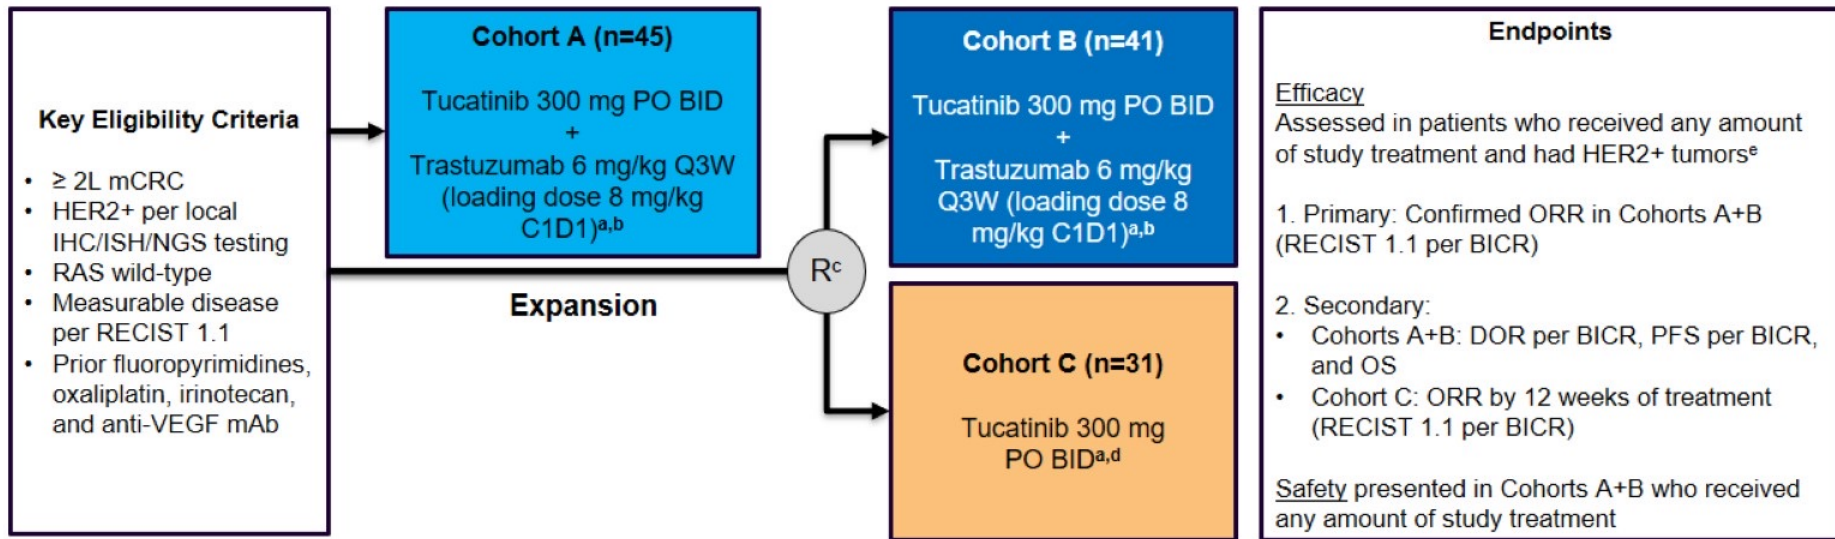 Key Eligibility Criteria
• ≥ 2L mCRC
• HER2+ per local
IHC/ISH/NGS testing
• RAS wild-type
• Measurable disease
per RECIST 1.1
• Prior fluoropyrimidines,
oxaliplatin, irinotecan,
and anti-VEGF mAb
Cohort A (n=45)
Tucatinib 300 mg PO BID
+
Trastuzumab 6 mg/kg Q3W
(loading dose 8 mg/kg
C1D1)a,b
Expansion
Rc
Cohort B (n=41)
Tucatinib 300 mg PO BID
+
Trastuzumab 6 mg/kg
Q3W (loading dose 8
mg/kg C1D1)a,b
Cohort C (n=31)
Tucatinib 300 mg
PO BIDa,d
Endpoints
Efficacy
Assessed in patients who received any amount
of study treatment and had HER2+ tumorse
1. Primary: Confirmed ORR in Cohorts A+B
(RECIST 1.1 per BICR)
2. Secondary:
• Cohorts A+B: DOR per BICR, PFS per BICR,
and OS
• Cohort C: ORR by 12 weeks of treatment
(RECIST 1.1 per BICR)
Safety presented in Cohorts A+B who received
any amount of study treatment